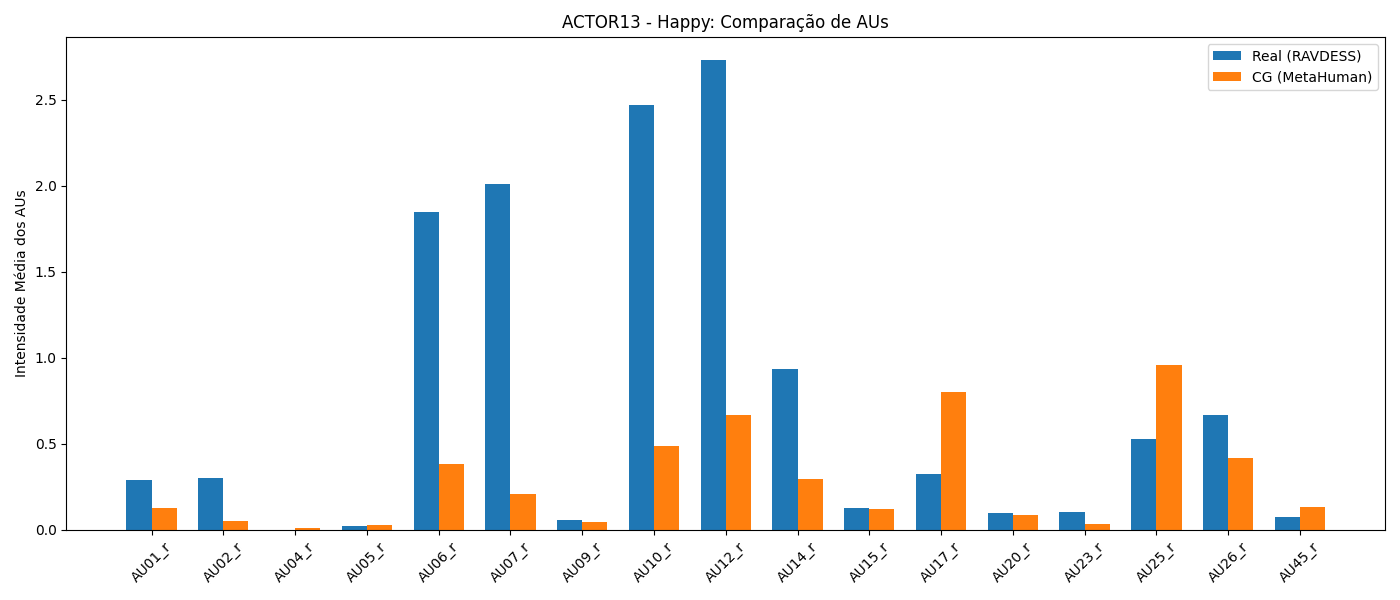 ACTOR13 - Happy: Comparação de AUs
Real (RAVDESS)
CG (MetaHuman)
Intensidade Média dos AUs
2.5
2.0
1.5
1.0
0.5
0.0
AU01_r
AU02_r
AU04_r
AU05_r
AU06_r
AU07_r
AU09_r
AU10_r
AU12_r
AU14_r
AU15_r
AU17_r
AU20_r
AU23_r
AU25_r
AU26_r
AU45_r